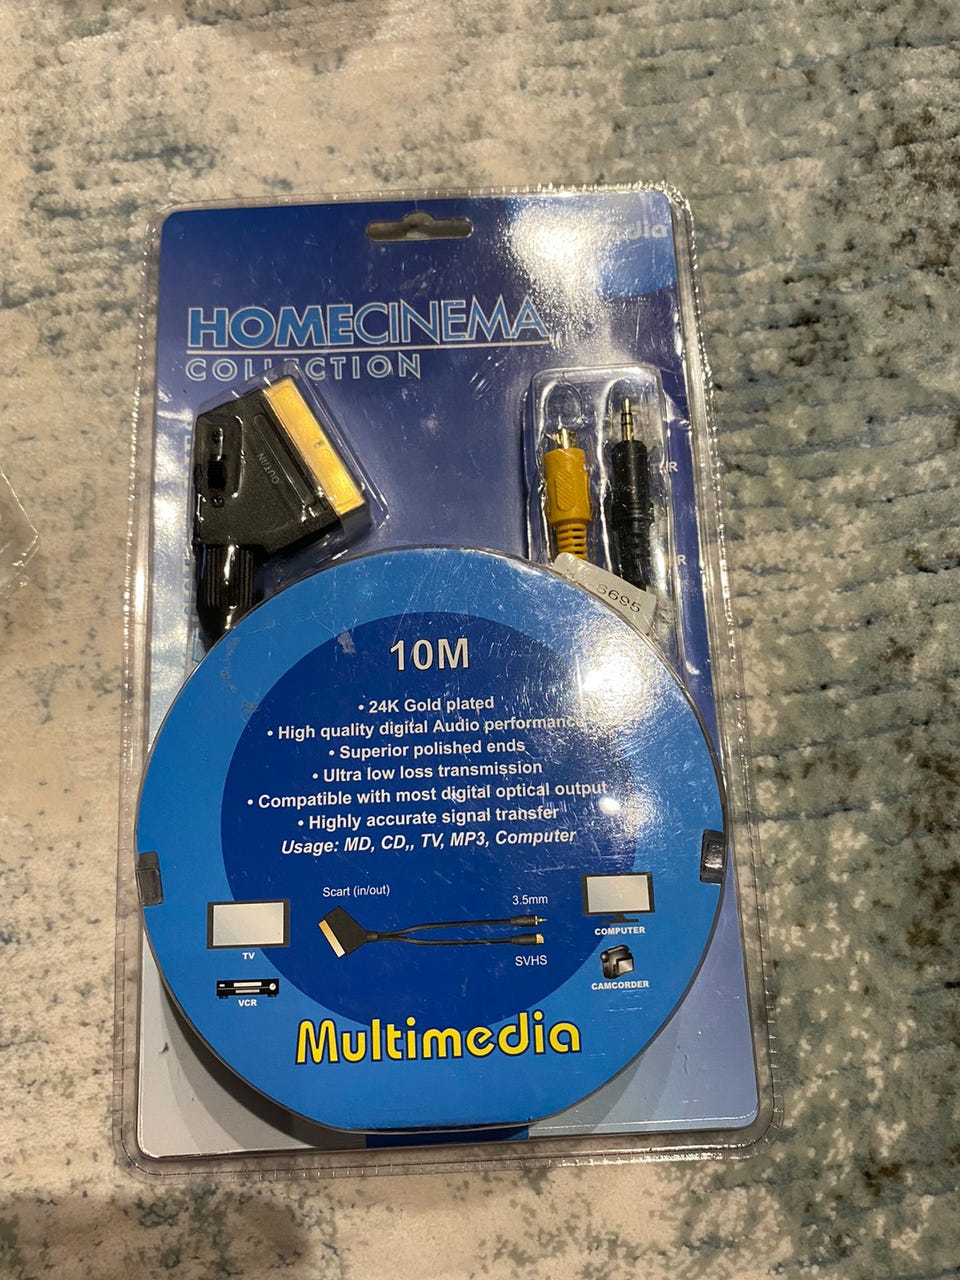 HOMECINEMA
COLLECTION
OUT/IN
5695
10M
• 24K Gold plated
• High quality digital Audio performance
• Superior polished ends
• Ultra low loss transmission
• Compatible with most digital optical output
• Highly accurate signal transfer
Usage: MD, CD,, TV, MP3, Computer
Scart (in/out)
3.5mm
SVHS
TV
VCR
COMPUTER
CAMCORDER
Multimedia